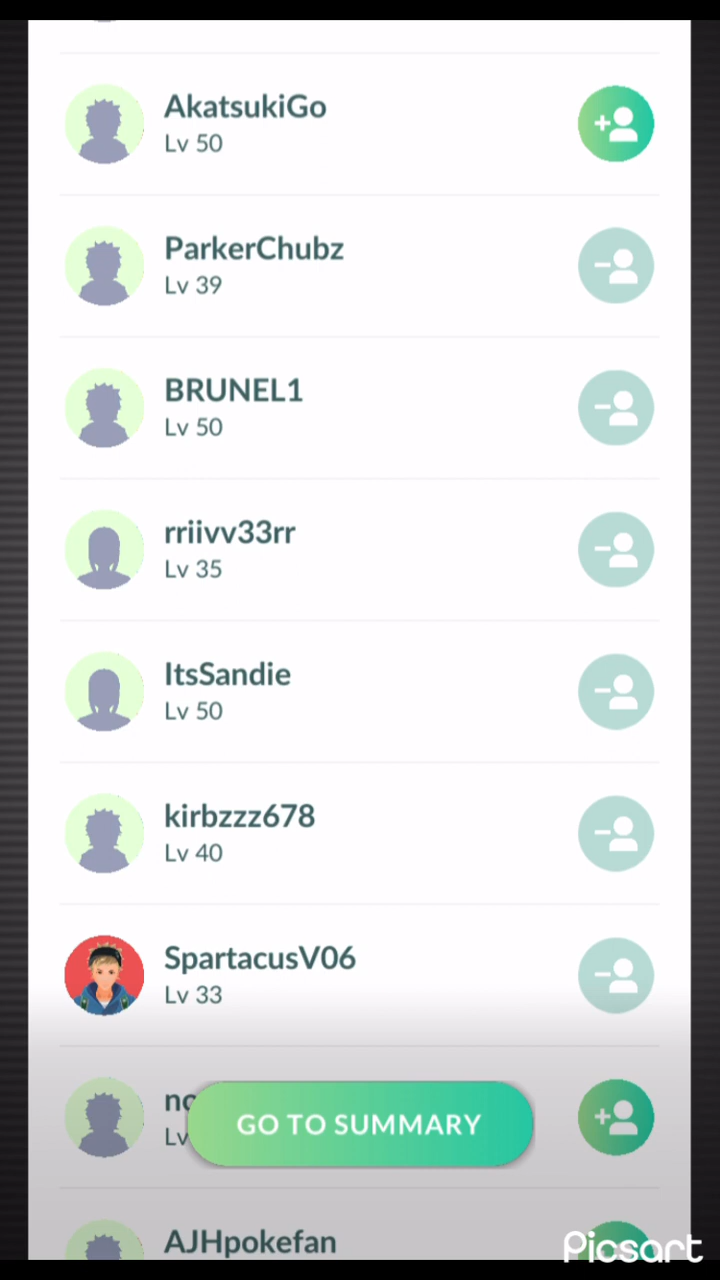 AkatsukiGo
Lv 50
ParkerChubz
Lv 39
BRUNEL1
Lv 50
rriivv33rr
Lv 35
ItsSandie
Lv 50
kirbzzz678
Lv 40
SpartacusV06
Lv 33
Lv
GO TO SUMMARY
AJHpokefan
Picsart